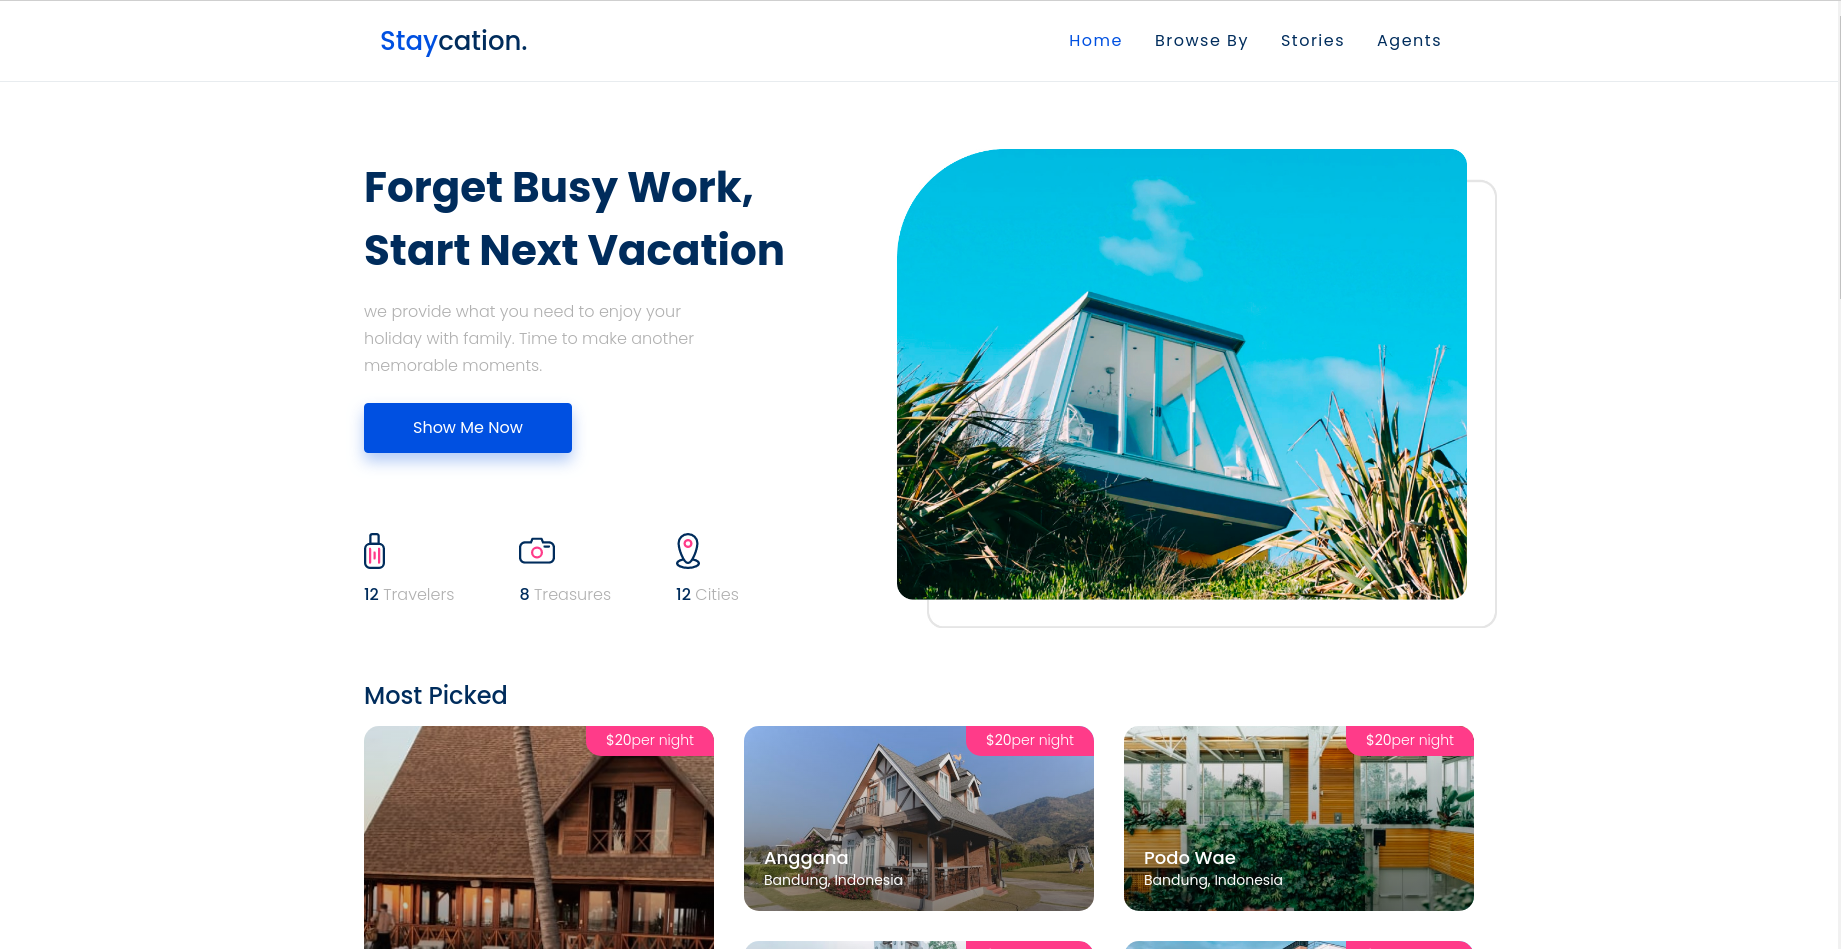 Staycation.
Home Browse By Stories Agents
Forget Busy Work,
Start Next Vacation
we provide what you need to enjoy your
holiday with family. Time to make another
memorable moments.
Show Me Now
12 Travelers
8 Treasures
12 Cities
Most Picked
$20per night
$20per night
Anggana
Bandung, Indonesia
$20per night
Podo Wae
Bandung, Indonesia